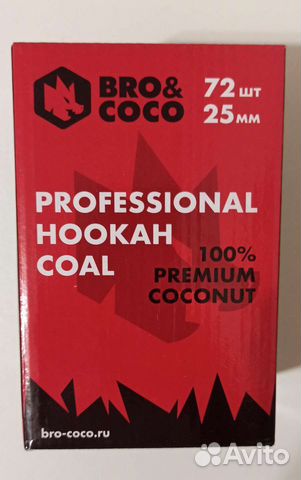 BRO&
COCO
72 шт
25 мм
PROFESSIONAL
HOOKAH
COAL
100%
PREMIUM
COCONUT
bro-coco.ru
Avito